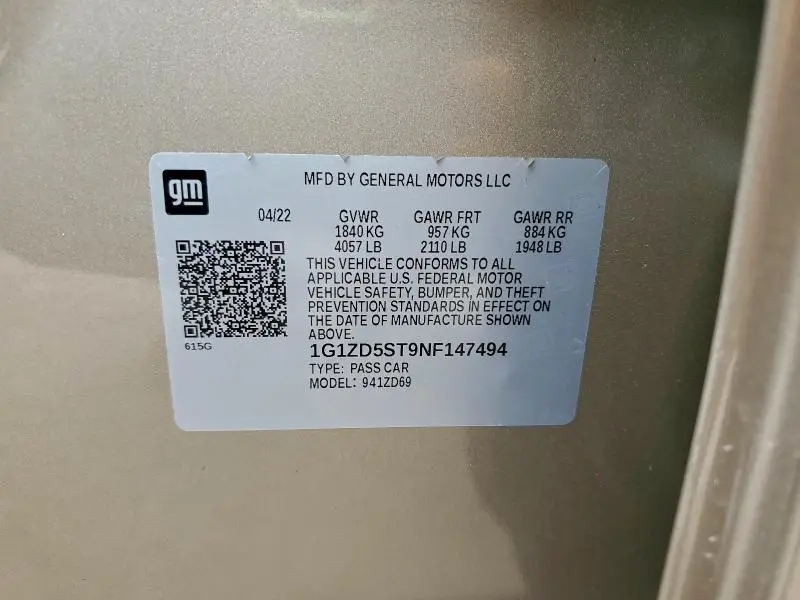 gm
MFD BY GENERAL MOTORS LLC
04/22 GVWR GAWR FRT GAWR RR
1840 KG 957 KG 884 KG
4057 LB 2110 LB 1948 LB
THIS VEHICLE CONFORMS TO ALL
APPLICABLE U.S. FEDERAL MOTOR
VEHICLE SAFETY, BUMPER, AND THEFT
PREVENTION STANDARDS IN EFFECT ON
THE DATE OF MANUFACTURE SHOWN
ABOVE.
615G
1G1ZD5ST9NF147494
TYPE: PASS CAR
MODEL: 941ZD69